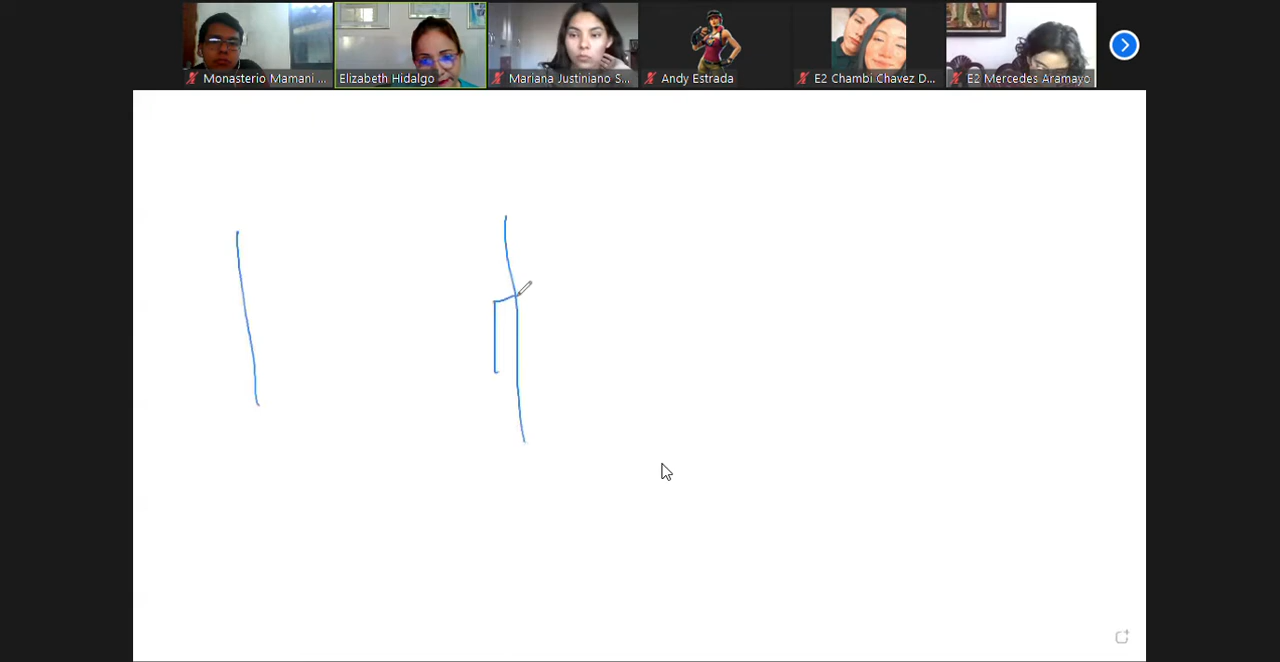 Monasterio Mamani ...
Elizabeth Hidalgo
Mariana Justiniano S...
Andy Estrada
E2 Chambi Chavez D...
E2 Mercedes Aramayo